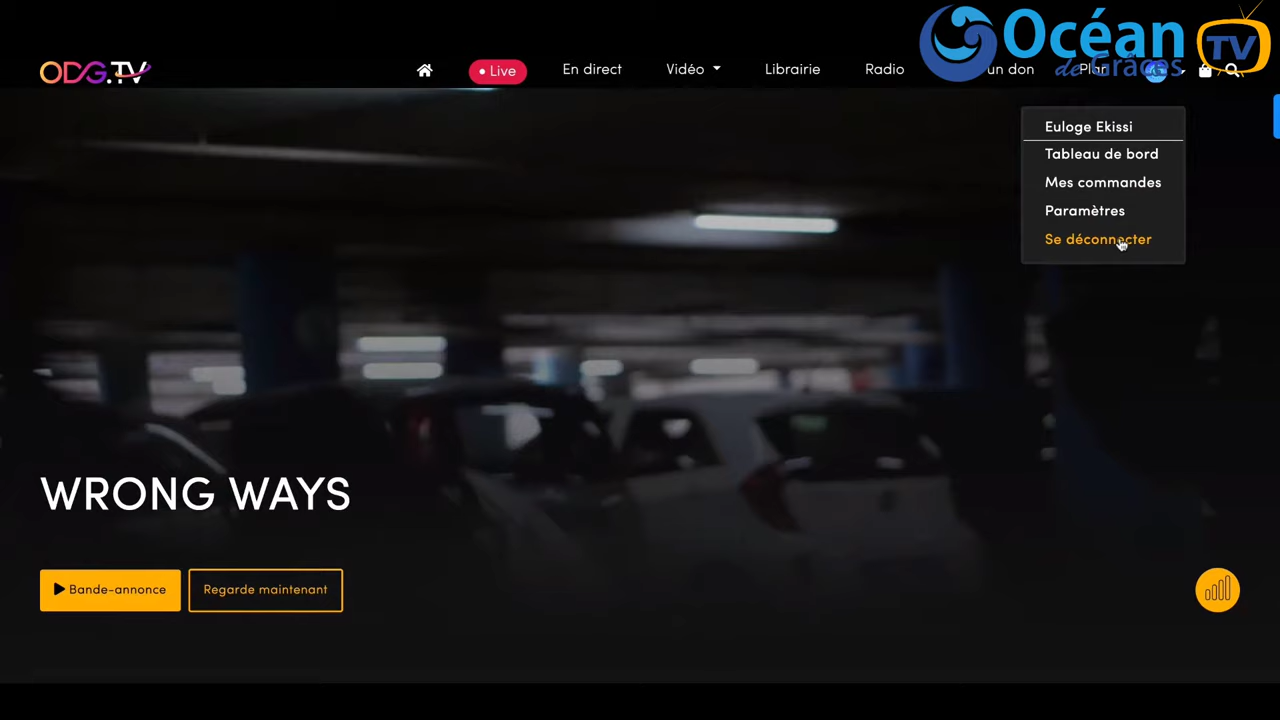 Océan
de Grâces
TV
ODG.TV
Live
En direct
Vidéo
Librairie
Radio
un don
Plan
Euloge Ekissi
Tableau de bord
Mes commandes
Paramètres
Se déconnecter
WRONG WAYS
Bande-annonce
Regarde maintenant